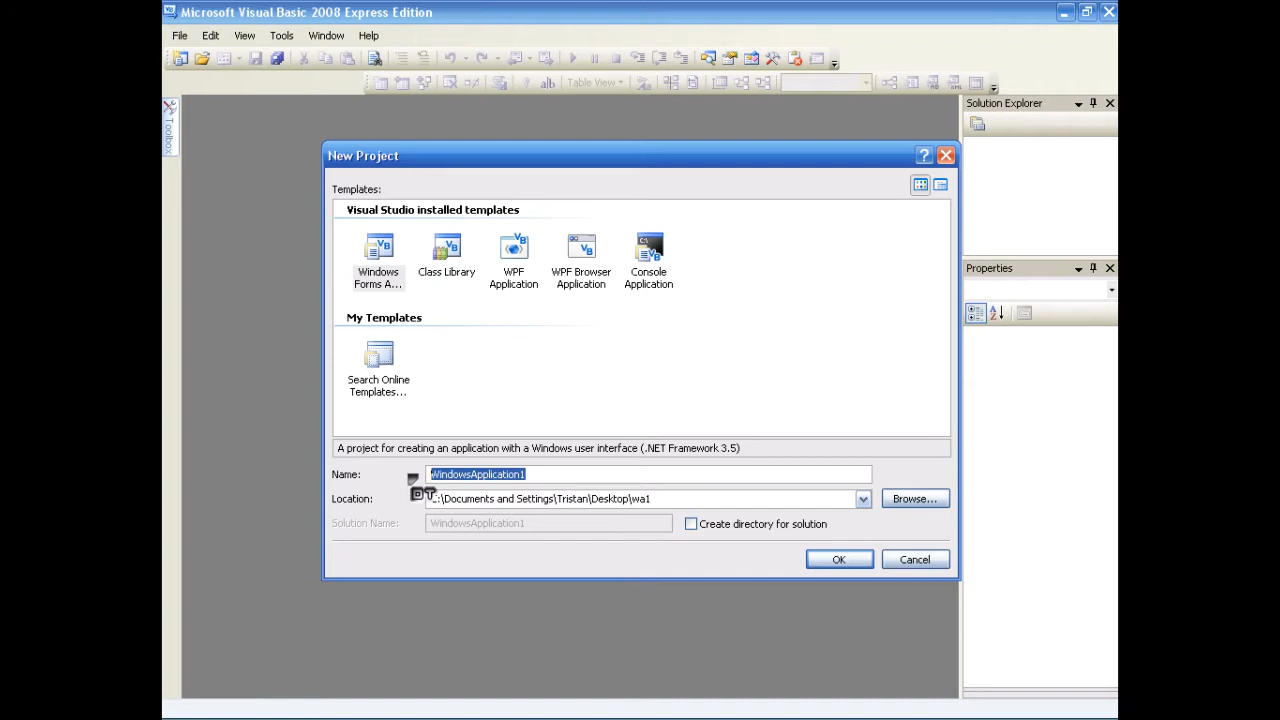 Microsoft Visual Basic 2008 Express Edition
File Edit View Tools Window Help
Table View
Toolbox
Solution Explorer
New Project
Templates:
Visual Studio installed templates
Windows Forms A...
Class Library
WPF Application
WPF Browser Application
Console Application
My Templates
Search Online Templates...
A project for creating an application with a Windows user interface (.NET Framework 3.5)
Name: WindowsApplication1
Location: :\Documents and Settings\Tristan\Desktop\wa1
Browse...
Solution Name: WindowsApplication1
Create directory for solution
OK Cancel
Properties